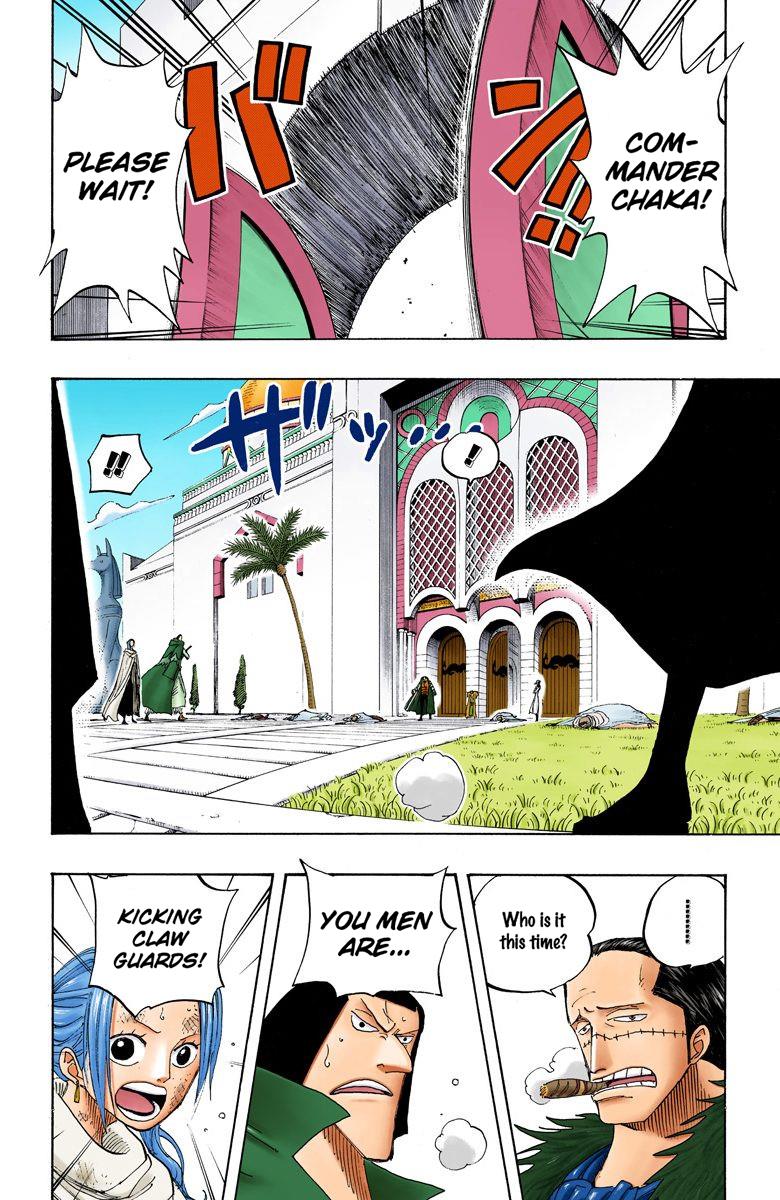 COM-
MANDER
CHAKA!
バン!!
PLEASE
WAIT!
!
ザッ…
!!
.........
Who is it
this time?
YOU MEN
ARE...
KICKING
CLAW
GUARDS!